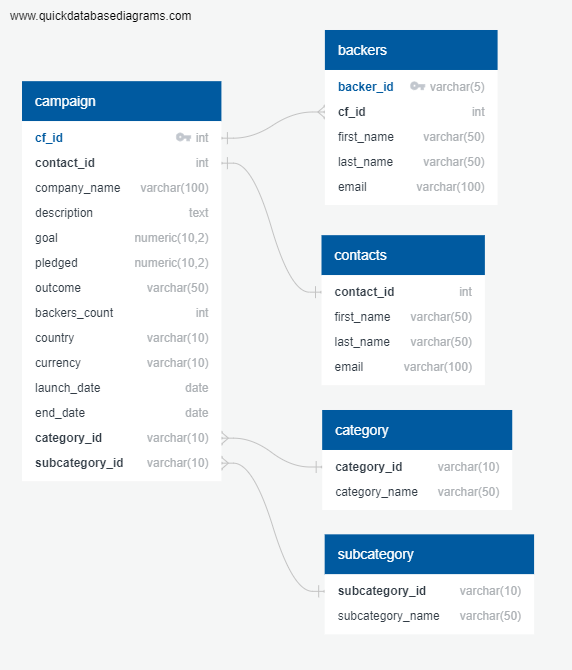 www.quickdatabasediagrams.com
campaign
cf_id int
contact_id int
company_name varchar(100)
description text
goal numeric(10,2)
pledged numeric(10,2)
outcome varchar(50)
backers_count int
country varchar(10)
currency varchar(10)
launch_date date
end_date date
category_id varchar(10)
subcategory_id varchar(10)
backers
backer_id varchar(5)
cf_id int
first_name varchar(50)
last_name varchar(50)
email varchar(100)
contacts
contact_id int
first_name varchar(50)
last_name varchar(50)
email varchar(100)
category
category_id varchar(10)
category_name varchar(50)
subcategory
subcategory_id varchar(10)
subcategory_name varchar(50)